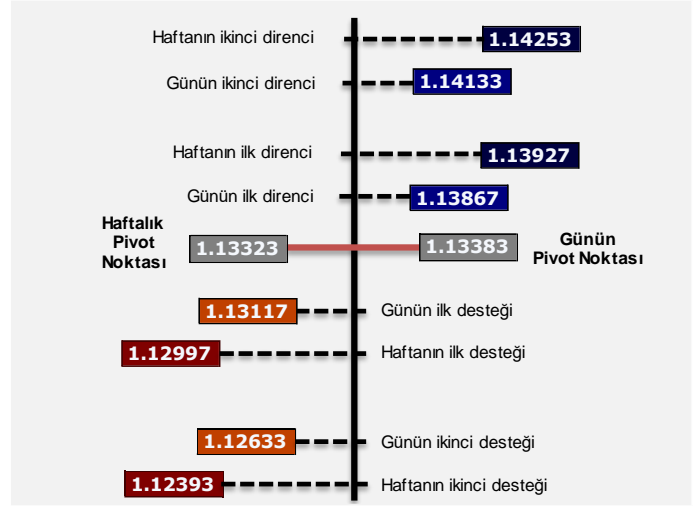 Haftanın ikinci direnci
1.14253
Günün ikinci direnci
1.14133
Haftanın ilk direnci
1.13927
Günün ilk direnci
1.13867
Haftalık
Pivot
Noktası
1.13323
1.13383
Günün
Pivot Noktası
1.13117
Günün ilk desteği
1.12997
Haftanın ilk desteği
1.12633
Günün ikinci desteği
1.12393
Haftanın ikinci desteği